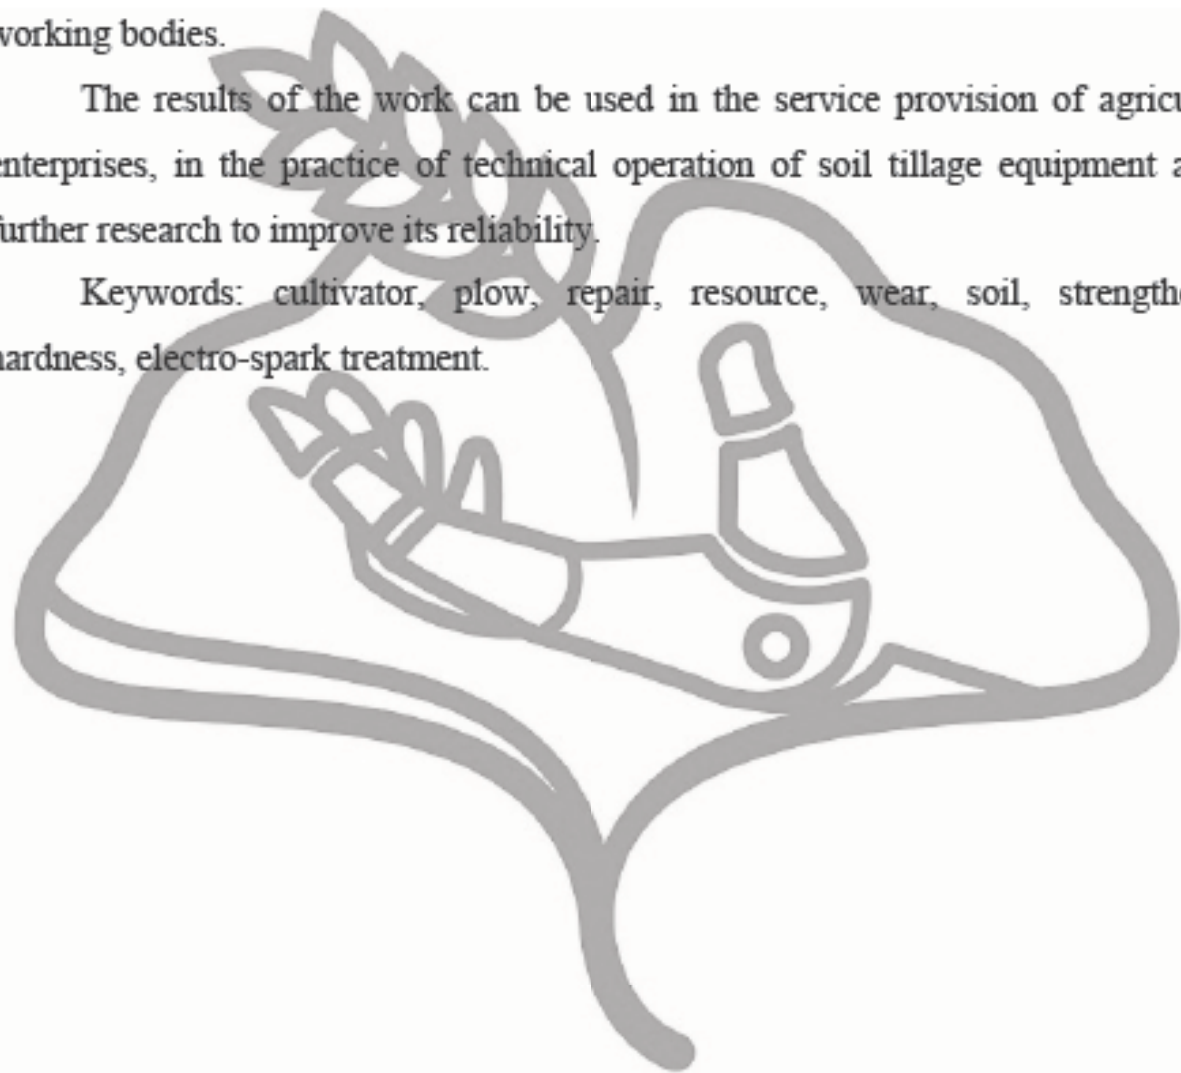 working bodies.
The results of the work can be used in the service provision of agricu
enterprises, in the practice of technical operation of soil tillage equipment a
further research to improve its reliability.
Keywords: cultivator, plow, repair, resource, wear, soil, strengthe
hardness, electro-spark treatment.